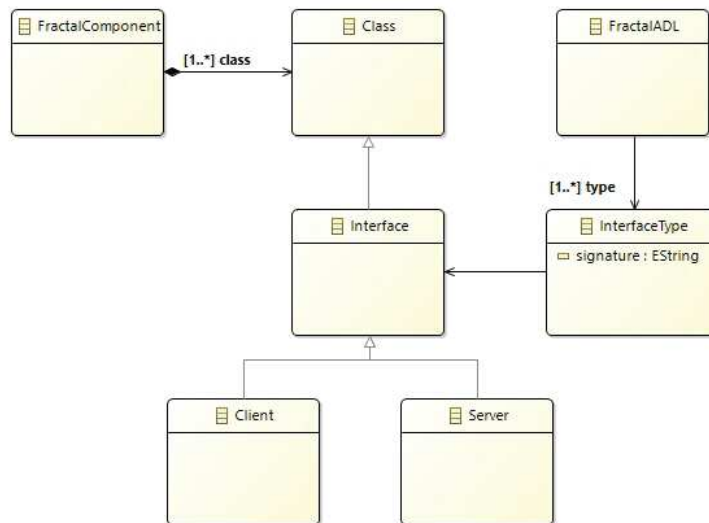 FractalComponent
Class
FractalADL
[1..*] class
[1..*] type
Interface
InterfaceType
signature : EString
Client
Server